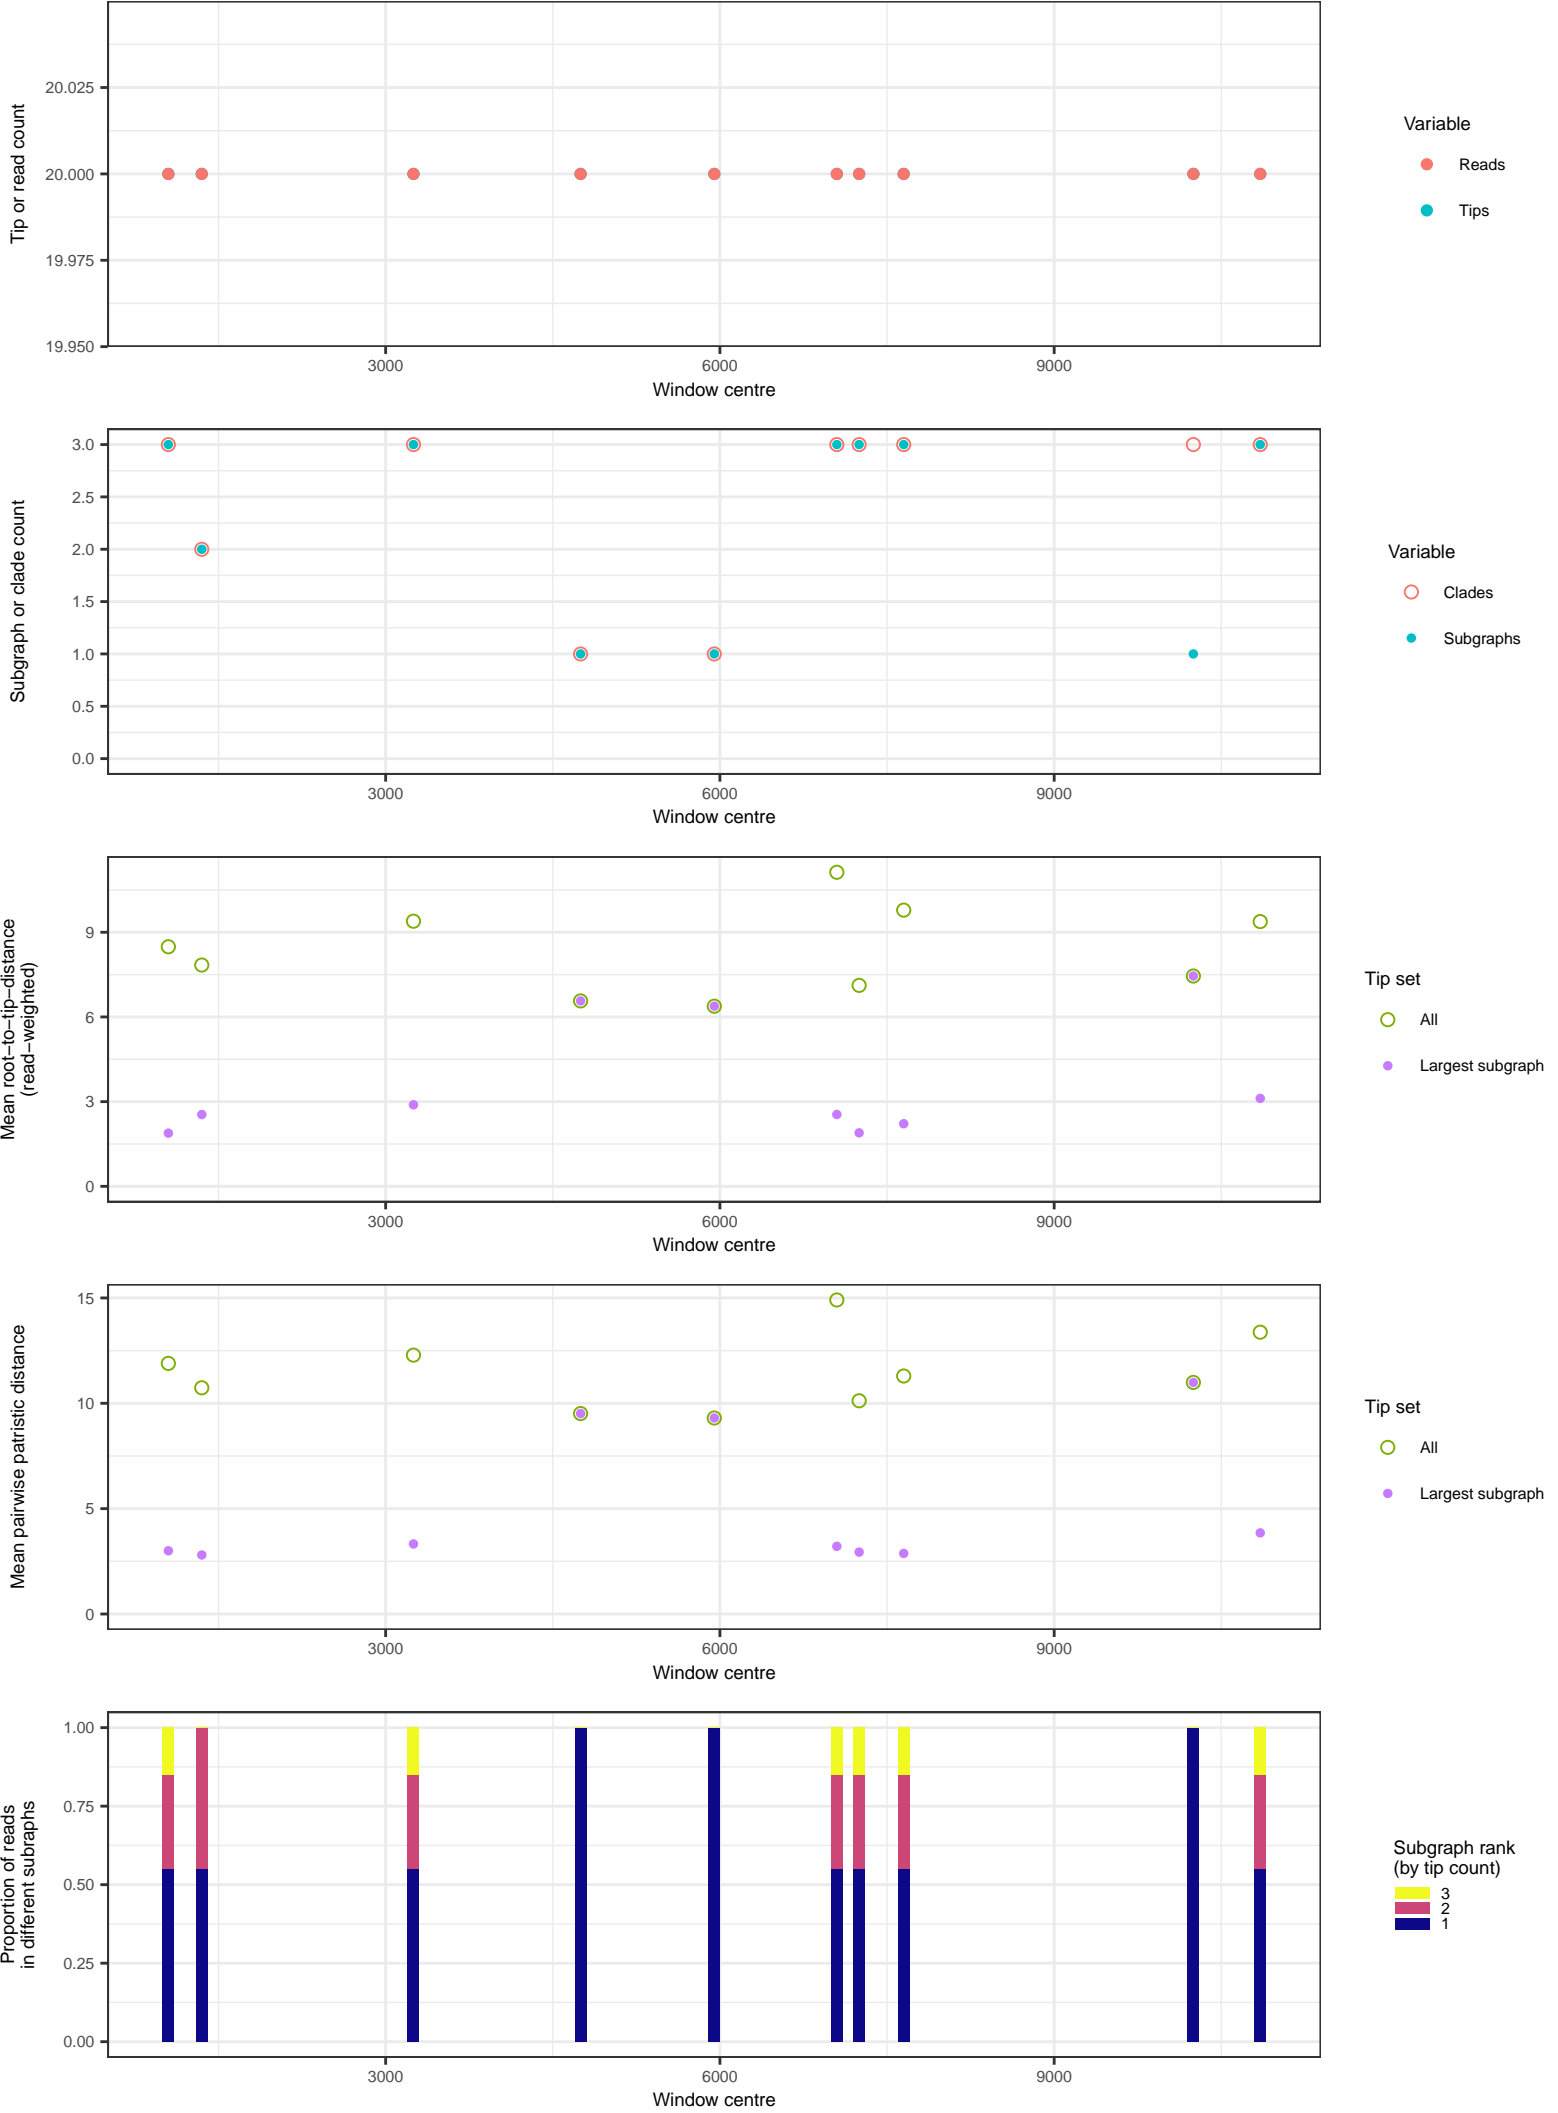 20.025
20.000
19.975
19.950
Tip or read count
3000 6000 9000
Window centre
Variable
Reads
Tips
3.0
2.5
2.0
1.5
1.0
0.5
0.0
Subgraph or clade count
3000 6000 9000
Window centre
Variable
Clades
Subgraphs
9
6
3
0
Mean root-to-tip-distance
(read-weighted)
3000 6000 9000
Window centre
Tip set
All
Largest subgraph
15
10
5
0
Mean pairwise patristic distance
3000 6000 9000
Window centre
Tip set
All
Largest subgraph
1.00
0.75
0.50
0.25
0.00
Proportion of reads
in different subraphs
3000 6000 9000
Window centre
Subgraph rank
(by tip count)
3
2
1